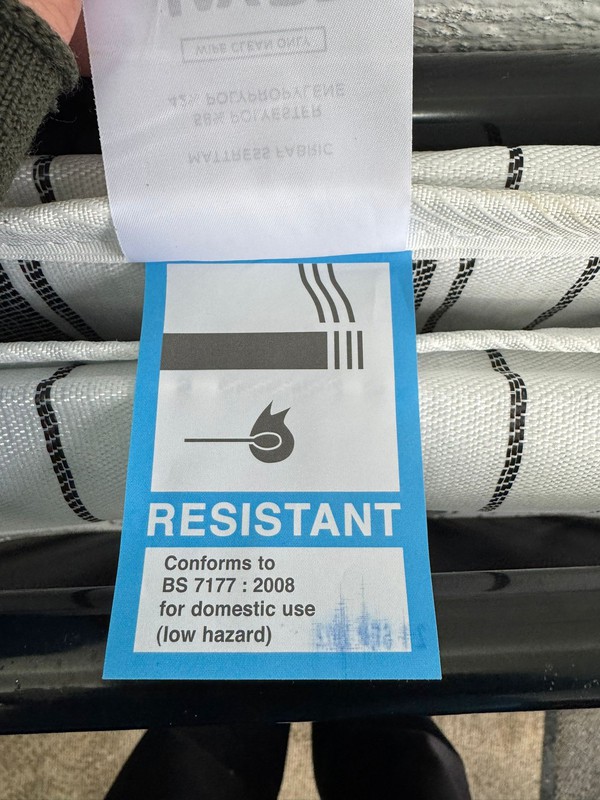 MATTRESS FABRIC
58% POLYESTER
42% POLYPROPYLENE
WIPE CLEAN ONLY
RESISTANT
Conforms to
BS 7177 : 2008
for domestic use
(low hazard)